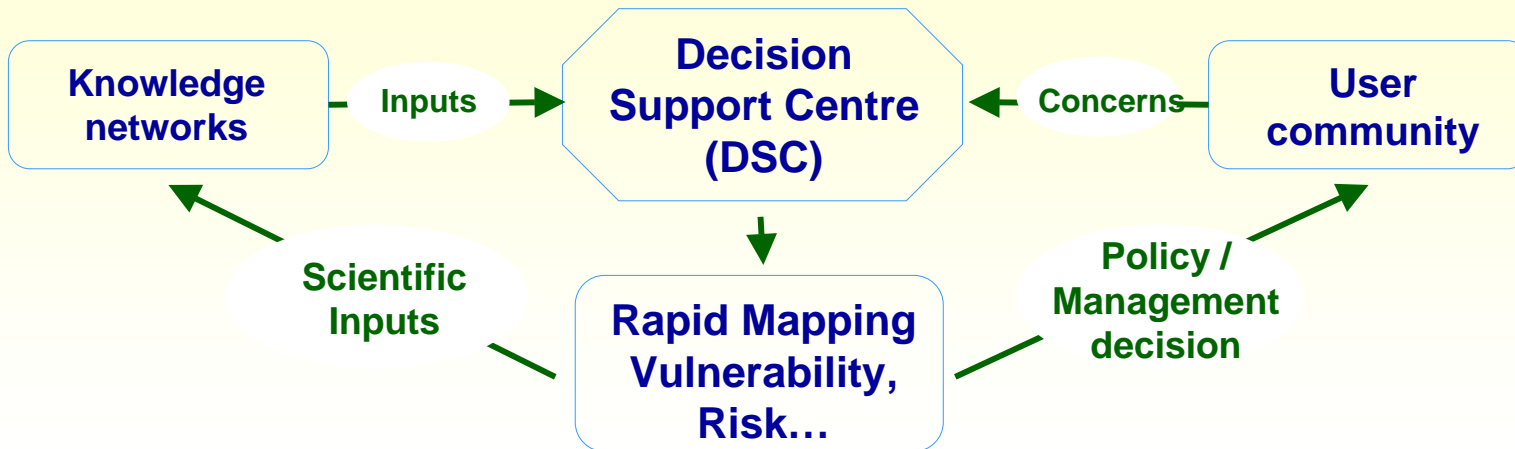 Knowledge
networks
Inputs
Decision
Support Centre
(DSC)
Concerns
User
community
Scientific
Inputs
Rapid Mapping
Vulnerability,
Risk…
Policy /
Management
decision